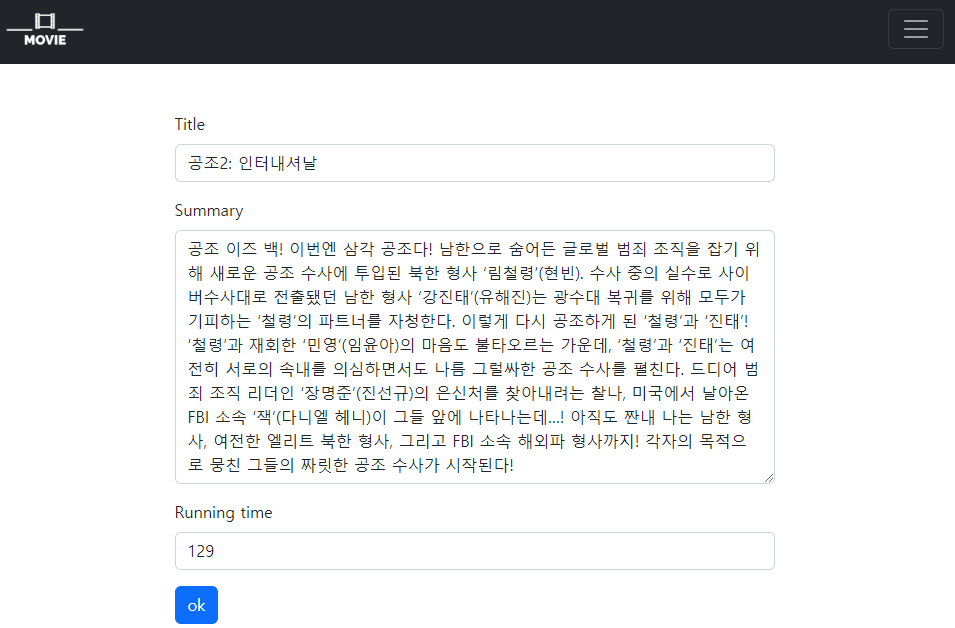 MOVIE
Title
공조2: 인터내셔날
Summary
공조 이즈 백! 이번엔 삼각 공조다! 남한으로 숨어든 글로벌 범죄 조직을 잡기 위
해 새로운 공조 수사에 투입된 북한 형사 ‘림철령’(현빈). 수사 중의 실수로 사이
버수사대로 전출됐던 남한 형사 ‘강진태’(유해진)는 광수대 복귀를 위해 모두가
기피하는 ‘철령’의 파트너를 자청한다. 이렇게 다시 공조하게 된 ‘철령’과 ‘진태’!
‘철령’과 재회한 ‘민영’(임윤아)의 마음도 불타오르는 가운데, ‘철령’과 ‘진태’는 여
전히 서로의 속내를 의심하면서도 나름 그럴싸한 공조 수사를 펼친다. 드디어 범
죄 조직 리더인 ‘장명준’(진선규)의 은신처를 찾아내려는 찰나, 미국에서 날아온
FBI 소속 ‘잭’(다니엘 헤니)이 그들 앞에 나타나는데…! 아직도 짠내 나는 남한 형
사, 여전한 엘리트 북한 형사, 그리고 FBI 소속 해외파 형사까지! 각자의 목적으
로 뭉친 그들의 짜릿한 공조 수사가 시작된다!
Running time
129
ok